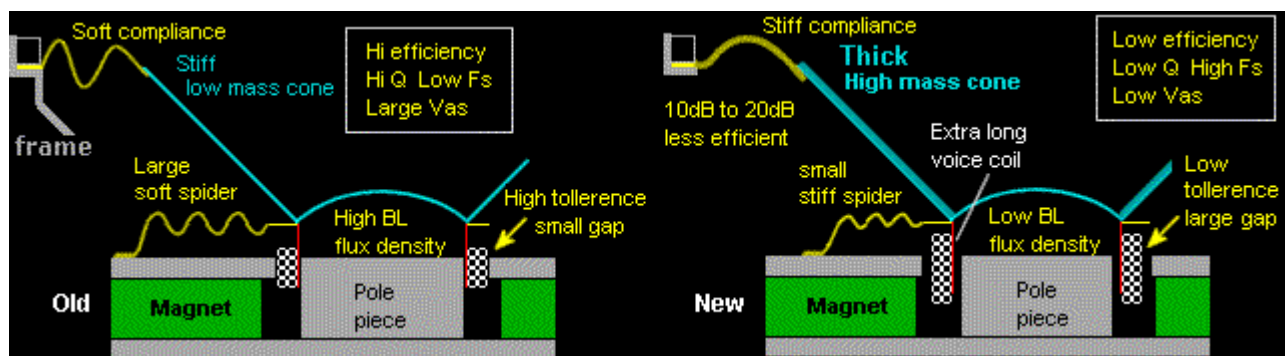 Soft compliance
Stiff
low mass cone
Hi efficiency
Hi Q Low Fs
Large Vas
frame
Large
soft spider
High tollerence
small gap
High BL
flux density
Old
Magnet
Pole
piece
Stiff compliance
Thick
High mass cone
Low efficiency
Low Q High Fs
Low Vas
10dB to 20dB
less efficient
Extra long
voice coil
small
stiff spider
Low
tollerence
large gap
Low BL
flux density
New
Magnet
Pole
piece